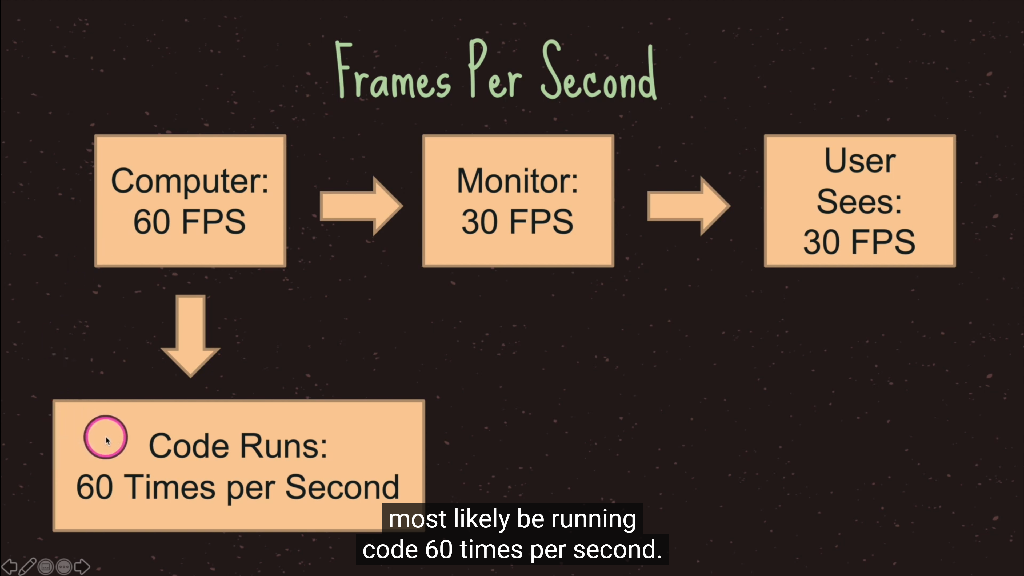 Frames Per Second
Computer:
60 FPS
Monitor:
30 FPS
User
Sees:
30 FPS
Code Runs:
60 Times per Second
most likely be running
code 60 times per second.